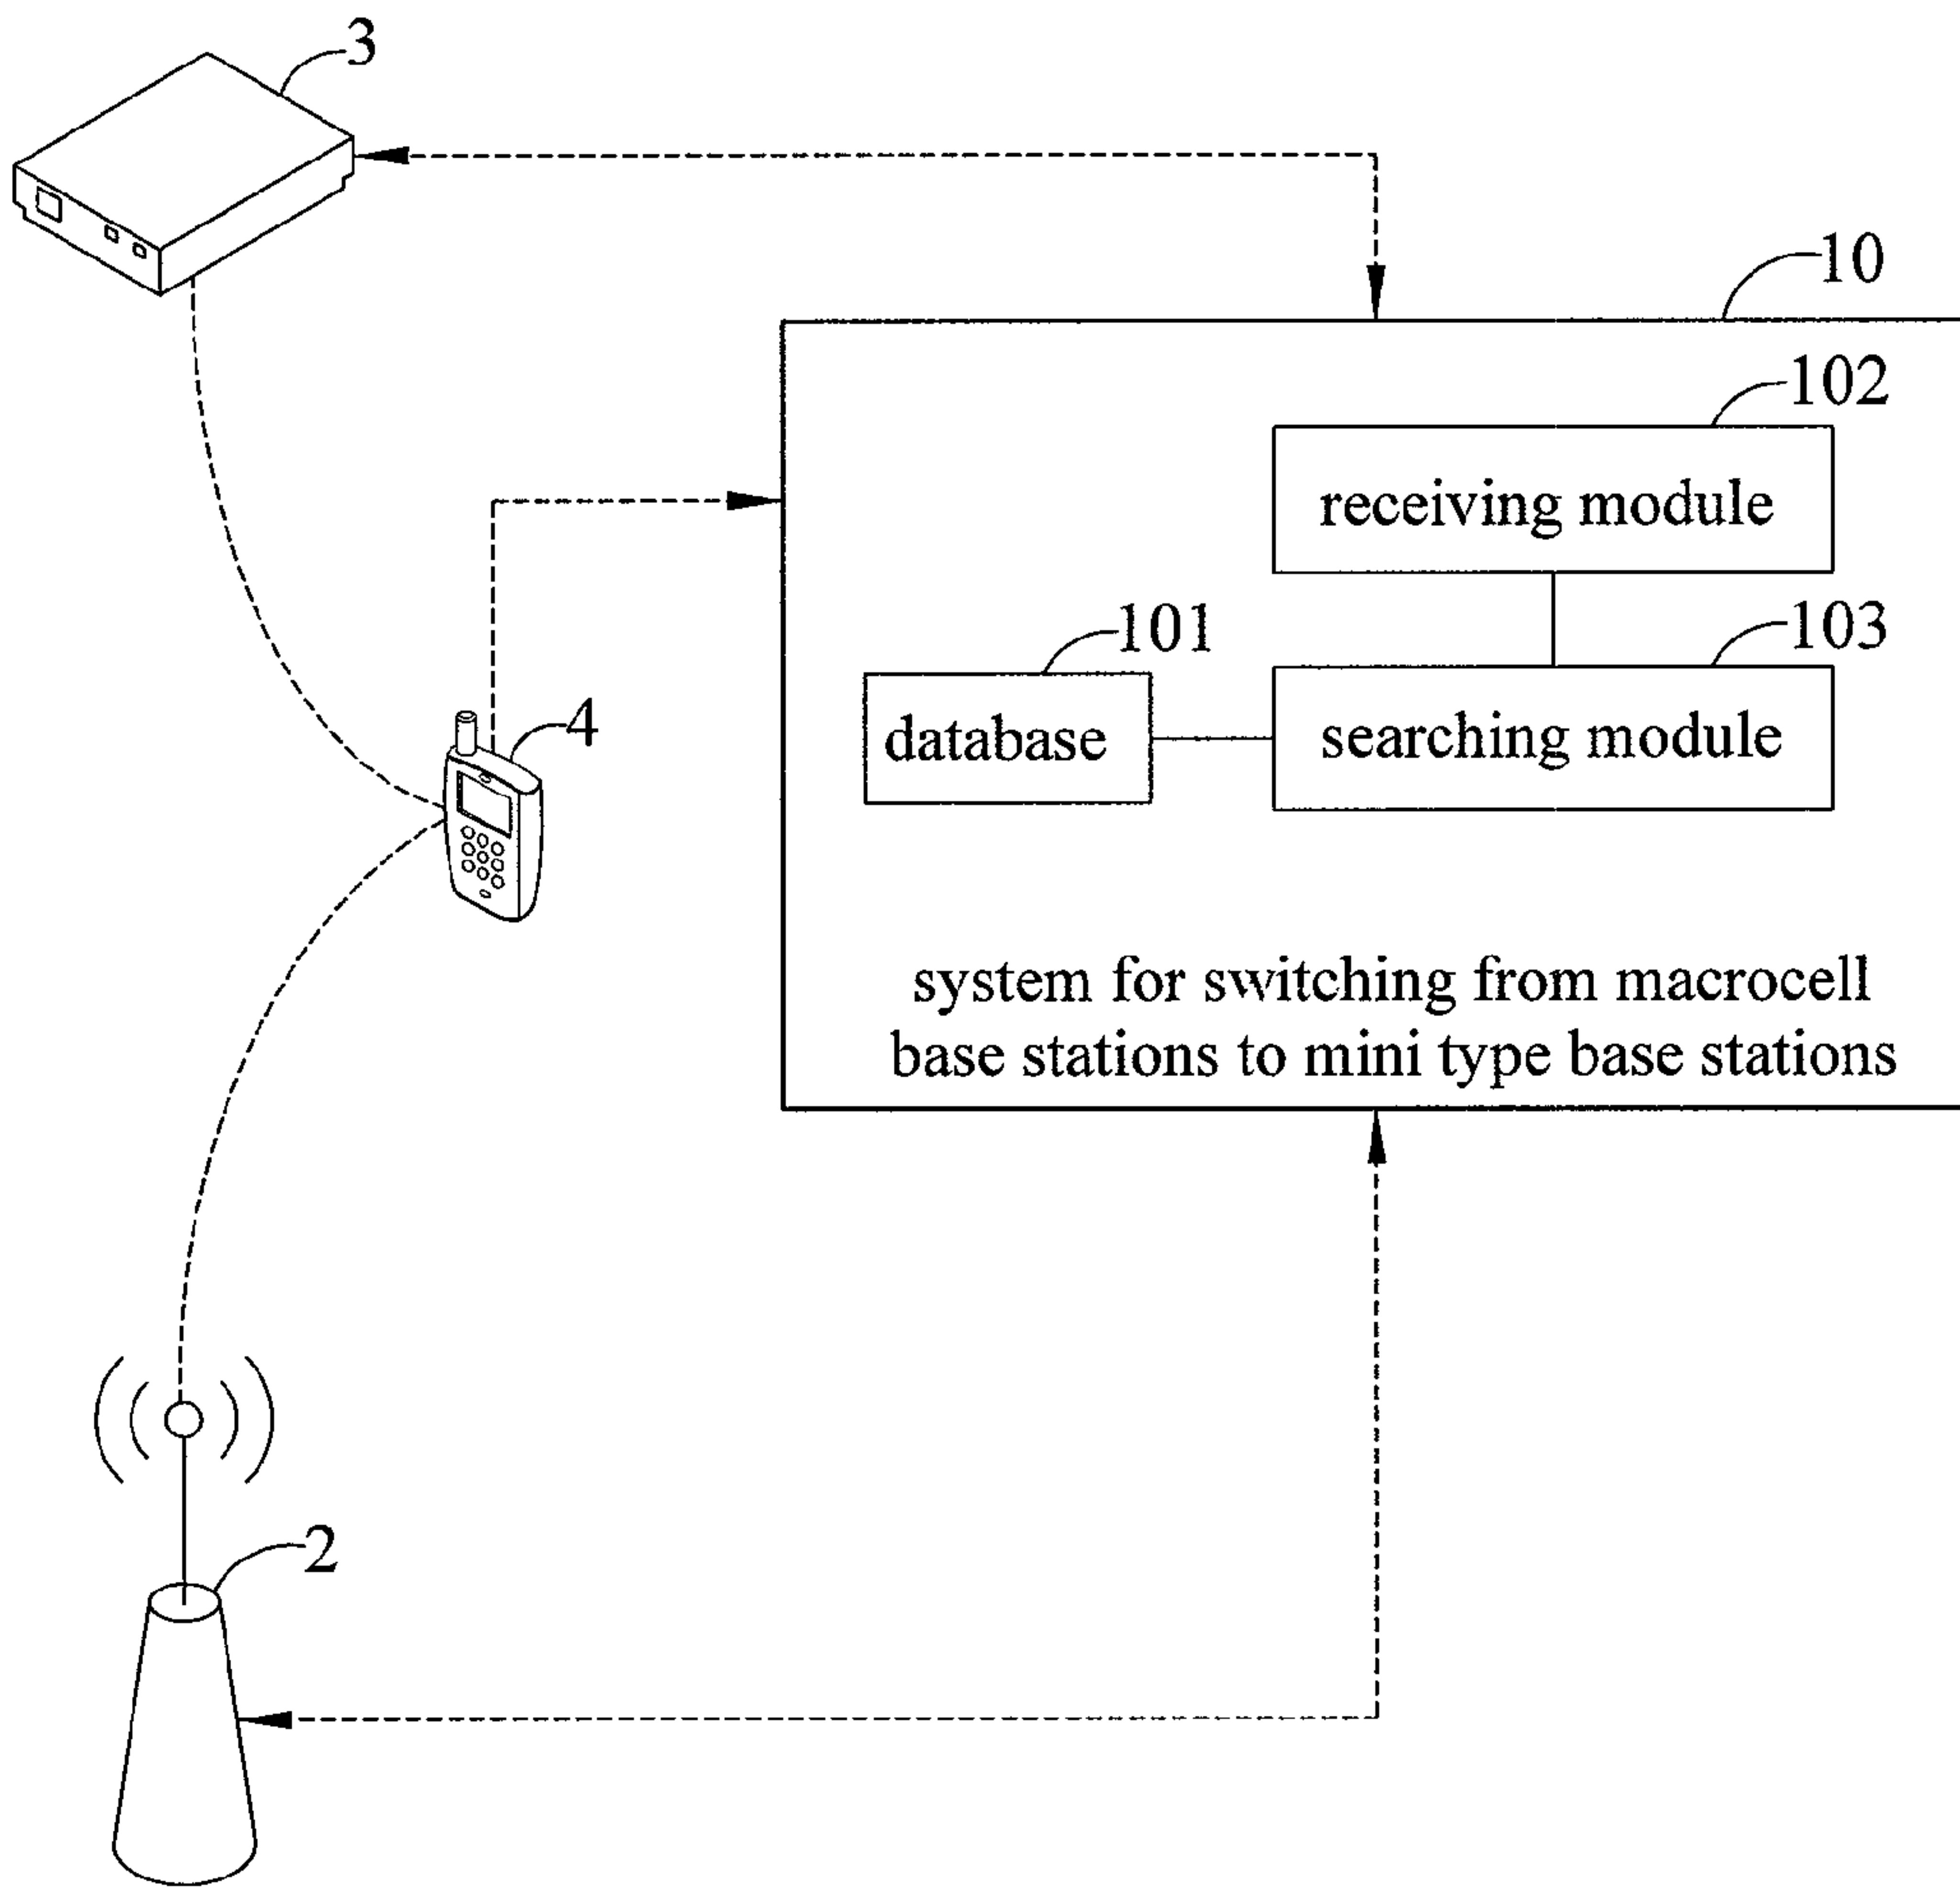 3
10
102
receiving module
101
103
database
searching module
4
system for switching from macrocell
base stations to mini type base stations
2